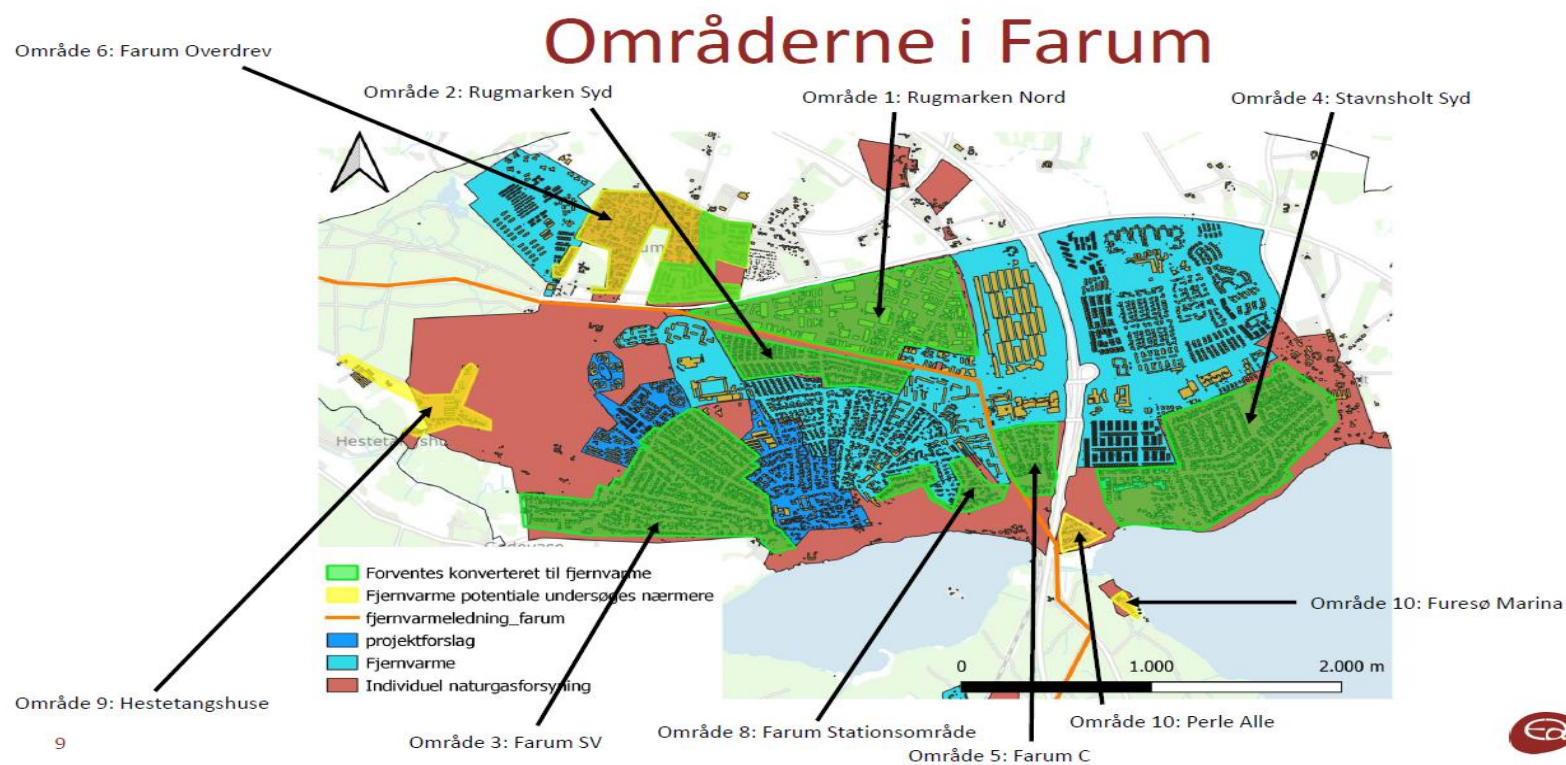 Områderne i Farum
Område 6: Farum Overdrev
Område 2: Rugmarken Syd
Område 1: Rugmarken Nord
Område 4: Stavnsholt Syd
Forventes konverteret til fjernvarme
Fjernvarme potentiale undersøges nærmere
fjernvarmeledning_farum
projektforslag
Fjernvarme
Individuel naturgasforsyning
0 1.000 2.000 m
Område 10: Furesø Marina
Område 9: Hestetangshuse
Område 3: Farum SV
Område 8: Farum Stationsområde
Område 10: Perle Alle
Område 5: Farum C
9
Ea